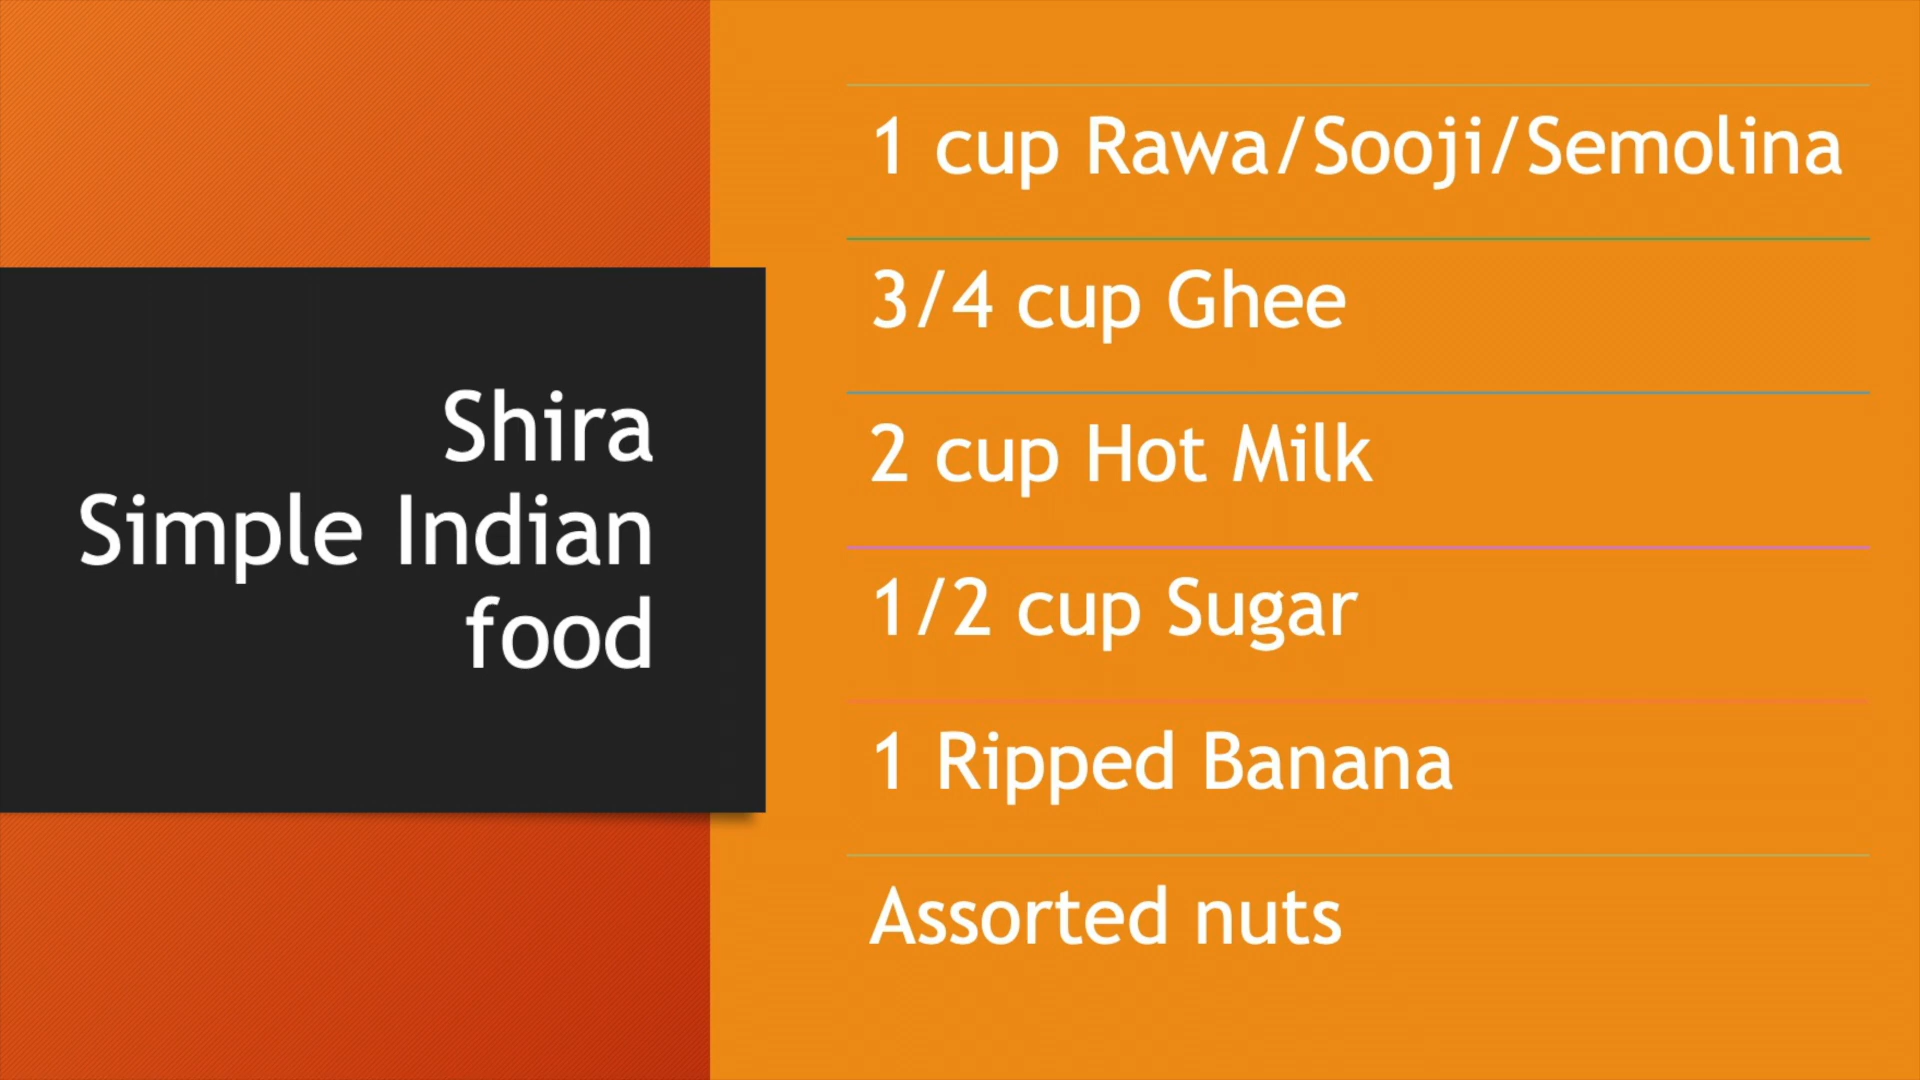 Shira
Simple Indian
food
1 cup Rawa/Sooji/Semolina
3/4 cup Ghee
2 cup Hot Milk
1/2 cup Sugar
1 Ripped Banana
Assorted nuts